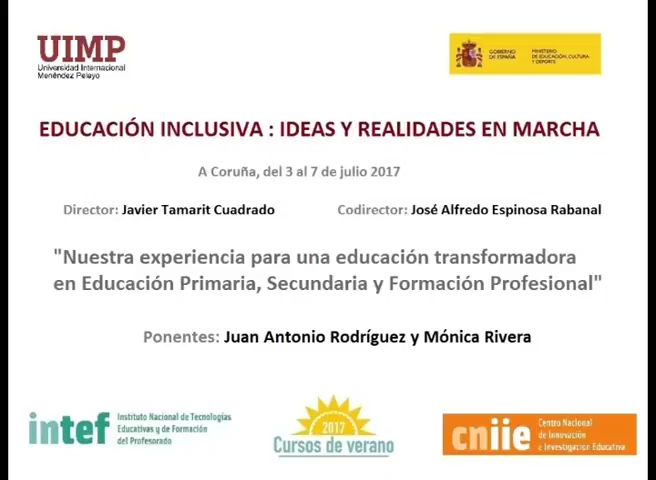 UIMP
Universidad Internacional
Menéndez Pelayo
GOBIERNO
DE ESPAÑA
MINISTERIO
DE EDUCACIÓN, CULTURA
Y DEPORTE
EDUCACIÓN INCLUSIVA : IDEAS Y REALIDADES EN MARCHA
A Coruña, del 3 al 7 de julio 2017
Director: Javier Tamarit Cuadrado
Codirector: José Alfredo Espinosa Rabanal
"Nuestra experiencia para una educación transformadora
en Educación Primaria, Secundaria y Formación Profesional"
Ponentes: Juan Antonio Rodríguez y Mónica Rivera
intef
Instituto Nacional de Tecnologías
Educativas y de Formación
del Profesorado
2017
Cursos de verano
cniie
Centro Nacional
de Innovación
e Investigación Educativa